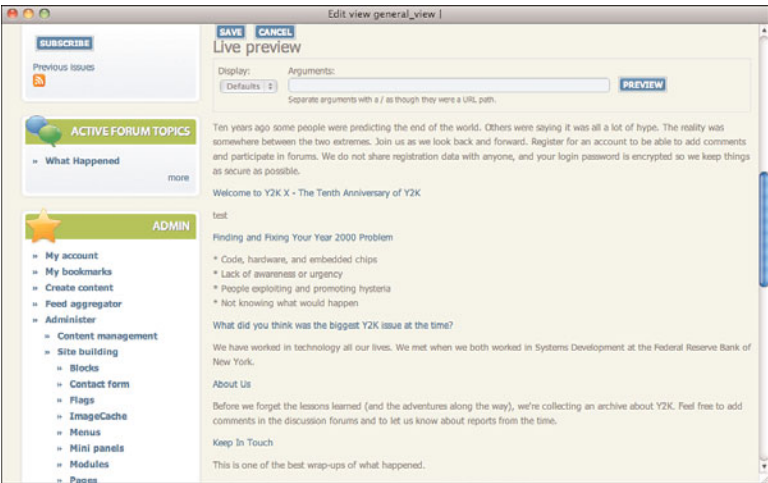 Edit view general_view |
SUBSCRIBE
Previous issues
ACTIVE FORUM TOPICS
» What Happened
more
ADMIN
» My account
» My bookmarks
» Create content
» Feed aggregator
» Administer
» Content management
» Site building
» Blocks
» Contact form
» Flags
» ImageCache
» Menus
» Mini panels
» Modules
» Pages
SAVE CANCEL
Live preview
Display: Arguments:
Defaults PREVIEW
Separate arguments with a / as though they were a URL path.
Ten years ago some people were predicting the end of the world. Others were saying it was all a lot of hype. The reality was
somewhere between the two extremes. Join us as we look back and forward. Register for an account to be able to add comments
and participate in forums. We do not share registration data with anyone, and your login password is encrypted so we keep things
as secure as possible.
Welcome to Y2K X - The Tenth Anniversary of Y2K
test
Finding and Fixing Your Year 2000 Problem
* Code, hardware, and embedded chips
* Lack of awareness or urgency
* People exploiting and promoting hysteria
* Not knowing what would happen
What did you think was the biggest Y2K issue at the time?
We have worked in technology all our lives. We met when we both worked in Systems Development at the Federal Reserve Bank of
New York.
About Us
Before we forget the lessons learned (and the adventures along the way), we're collecting an archive about Y2K. Feel free to add
comments in the discussion forums and to let us know about reports from the time.
Keep In Touch
This is one of the best wrap-ups of what happened.